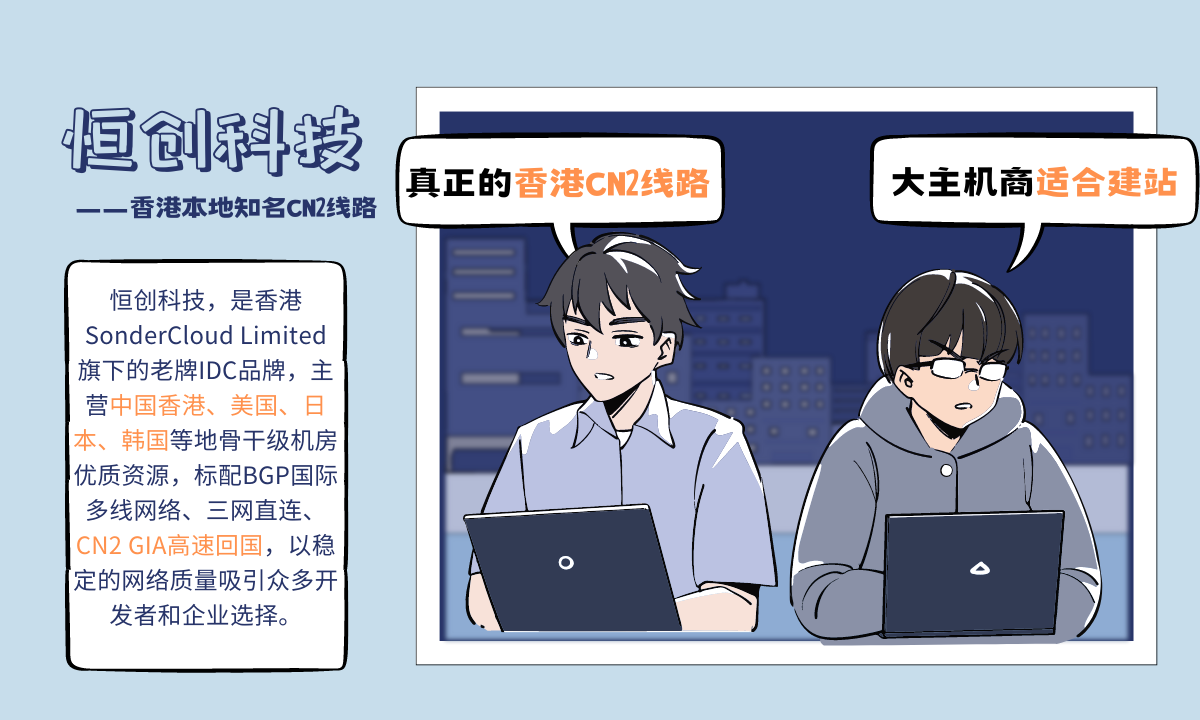 恒创科技
——香港本地知名CN2线路
恒创科技，是香港
SonderCloud Limited
旗下的老牌IDC品牌，主
营中国香港、美国、日
本、韩国等地骨干级机房
优质资源，标配BGP国际
多线网络、三网直连、
CN2 GIA高速回国，以稳
定的网络质量吸引众多开
发者和企业选择。
真正的香港CN2线路
大主机商适合建站